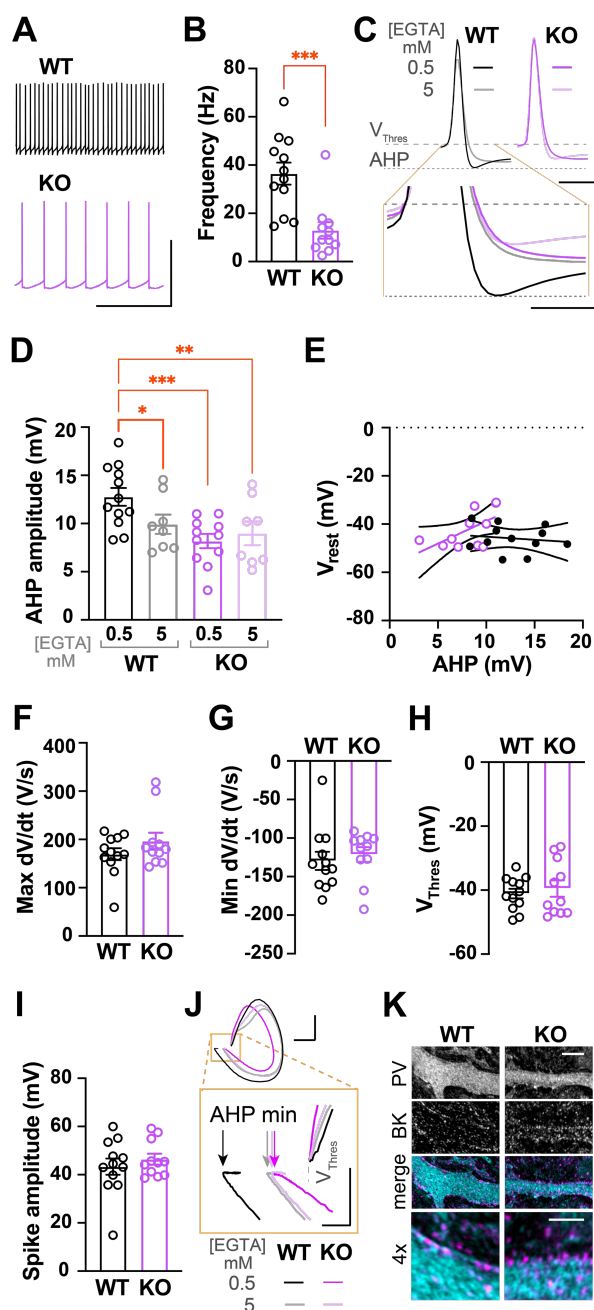 A
WT
KO
B
Frequency (Hz)
80
60
40
20
0
***
WT KO
C
[EGTA] mM WT KO
0.5
5
VThres
AHP
D
AHP amplitude (mV)
20
15
10
5
0
**
***
*
[EGTA] mM
0.5 5 0.5 5
WT KO
E
Vrest (mV)
0
-20
-40
-60
-80
0 5 10 15 20
AHP (mV)
F
Max dV/dt (V/s)
400
300
200
100
0
WT KO
G
WT KO
Min dV/dt (V/s)
0
-50
-100
-150
-200
-250
H
WT KO
VThres (mV)
0
-20
-40
-60
I
Spike amplitude (mV)
80
60
40
20
0
WT KO
J
AHP min
VThres
[EGTA] mM WT KO
0.5
5
K
WT KO
PV
BK
merge
4x